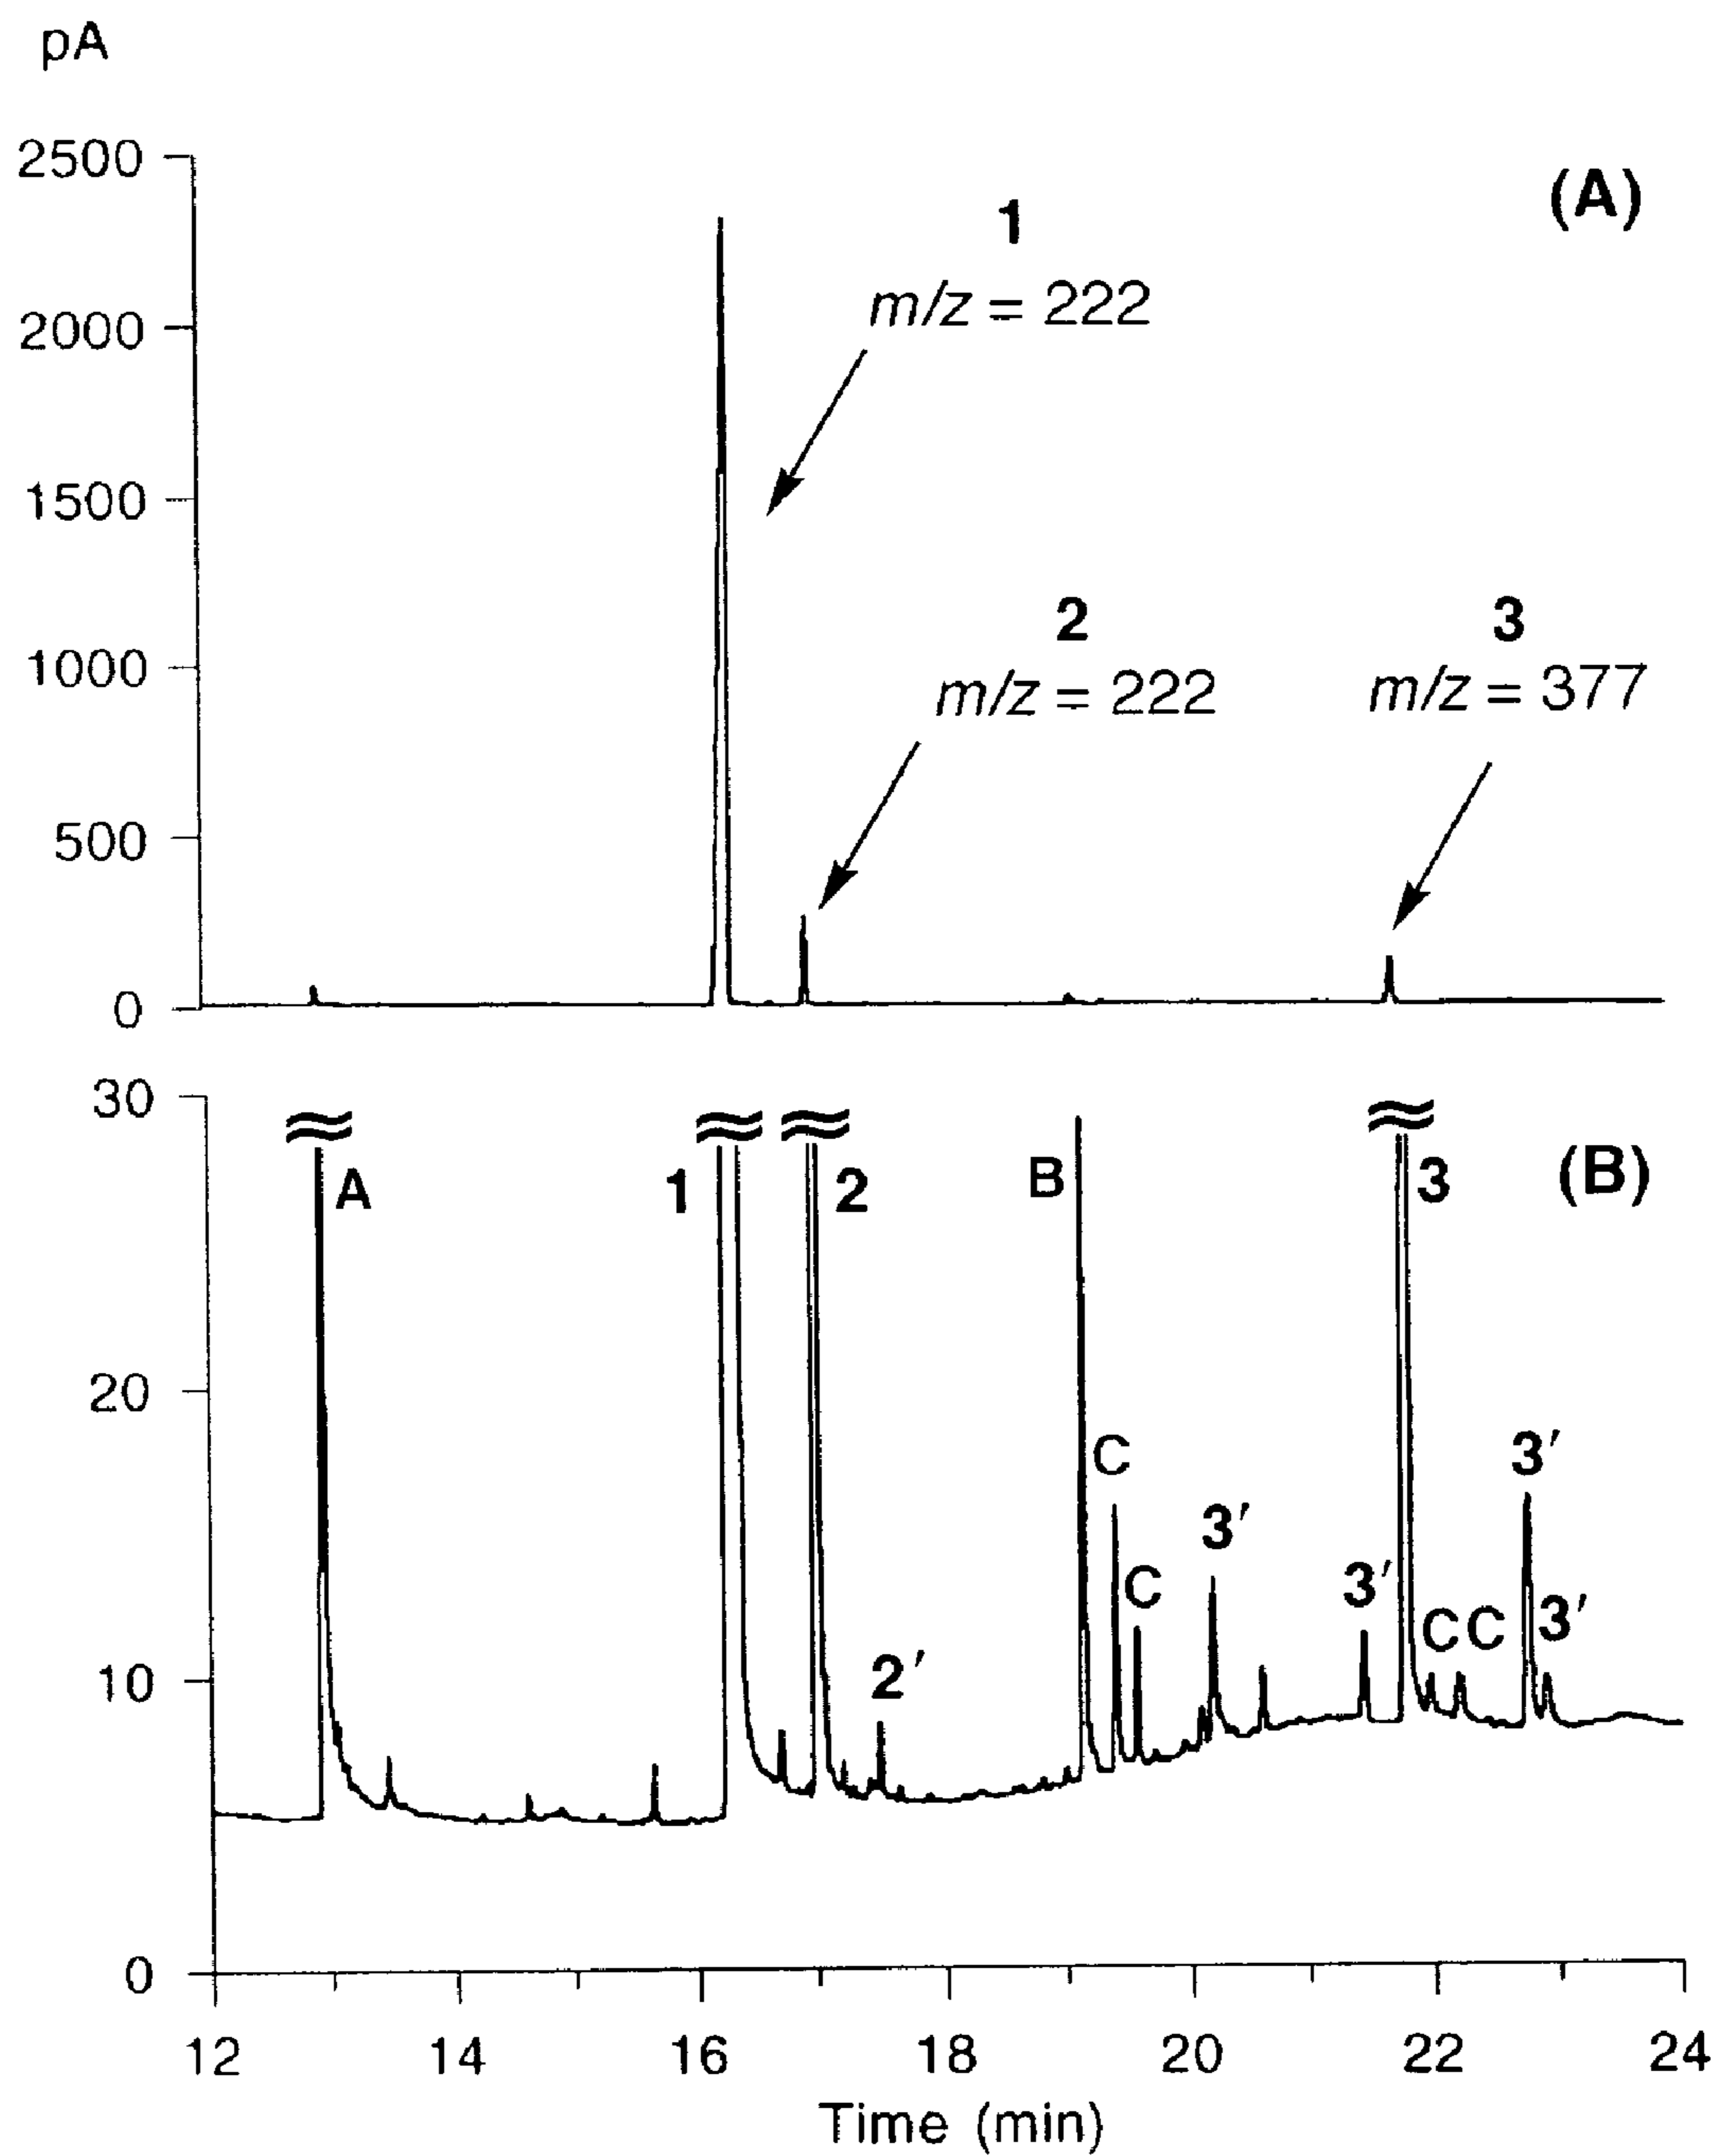 pA
2500
(A)
1
m/z = 222
2000
1500
2
3
1000
m/z = 222
m/z = 377
500
0
30
A
1
2
B
3
(B)
20
C
3′
3′
C
3′
C C
3′
2′
10
0
12 14 16 18 20 22 24
Time (min)